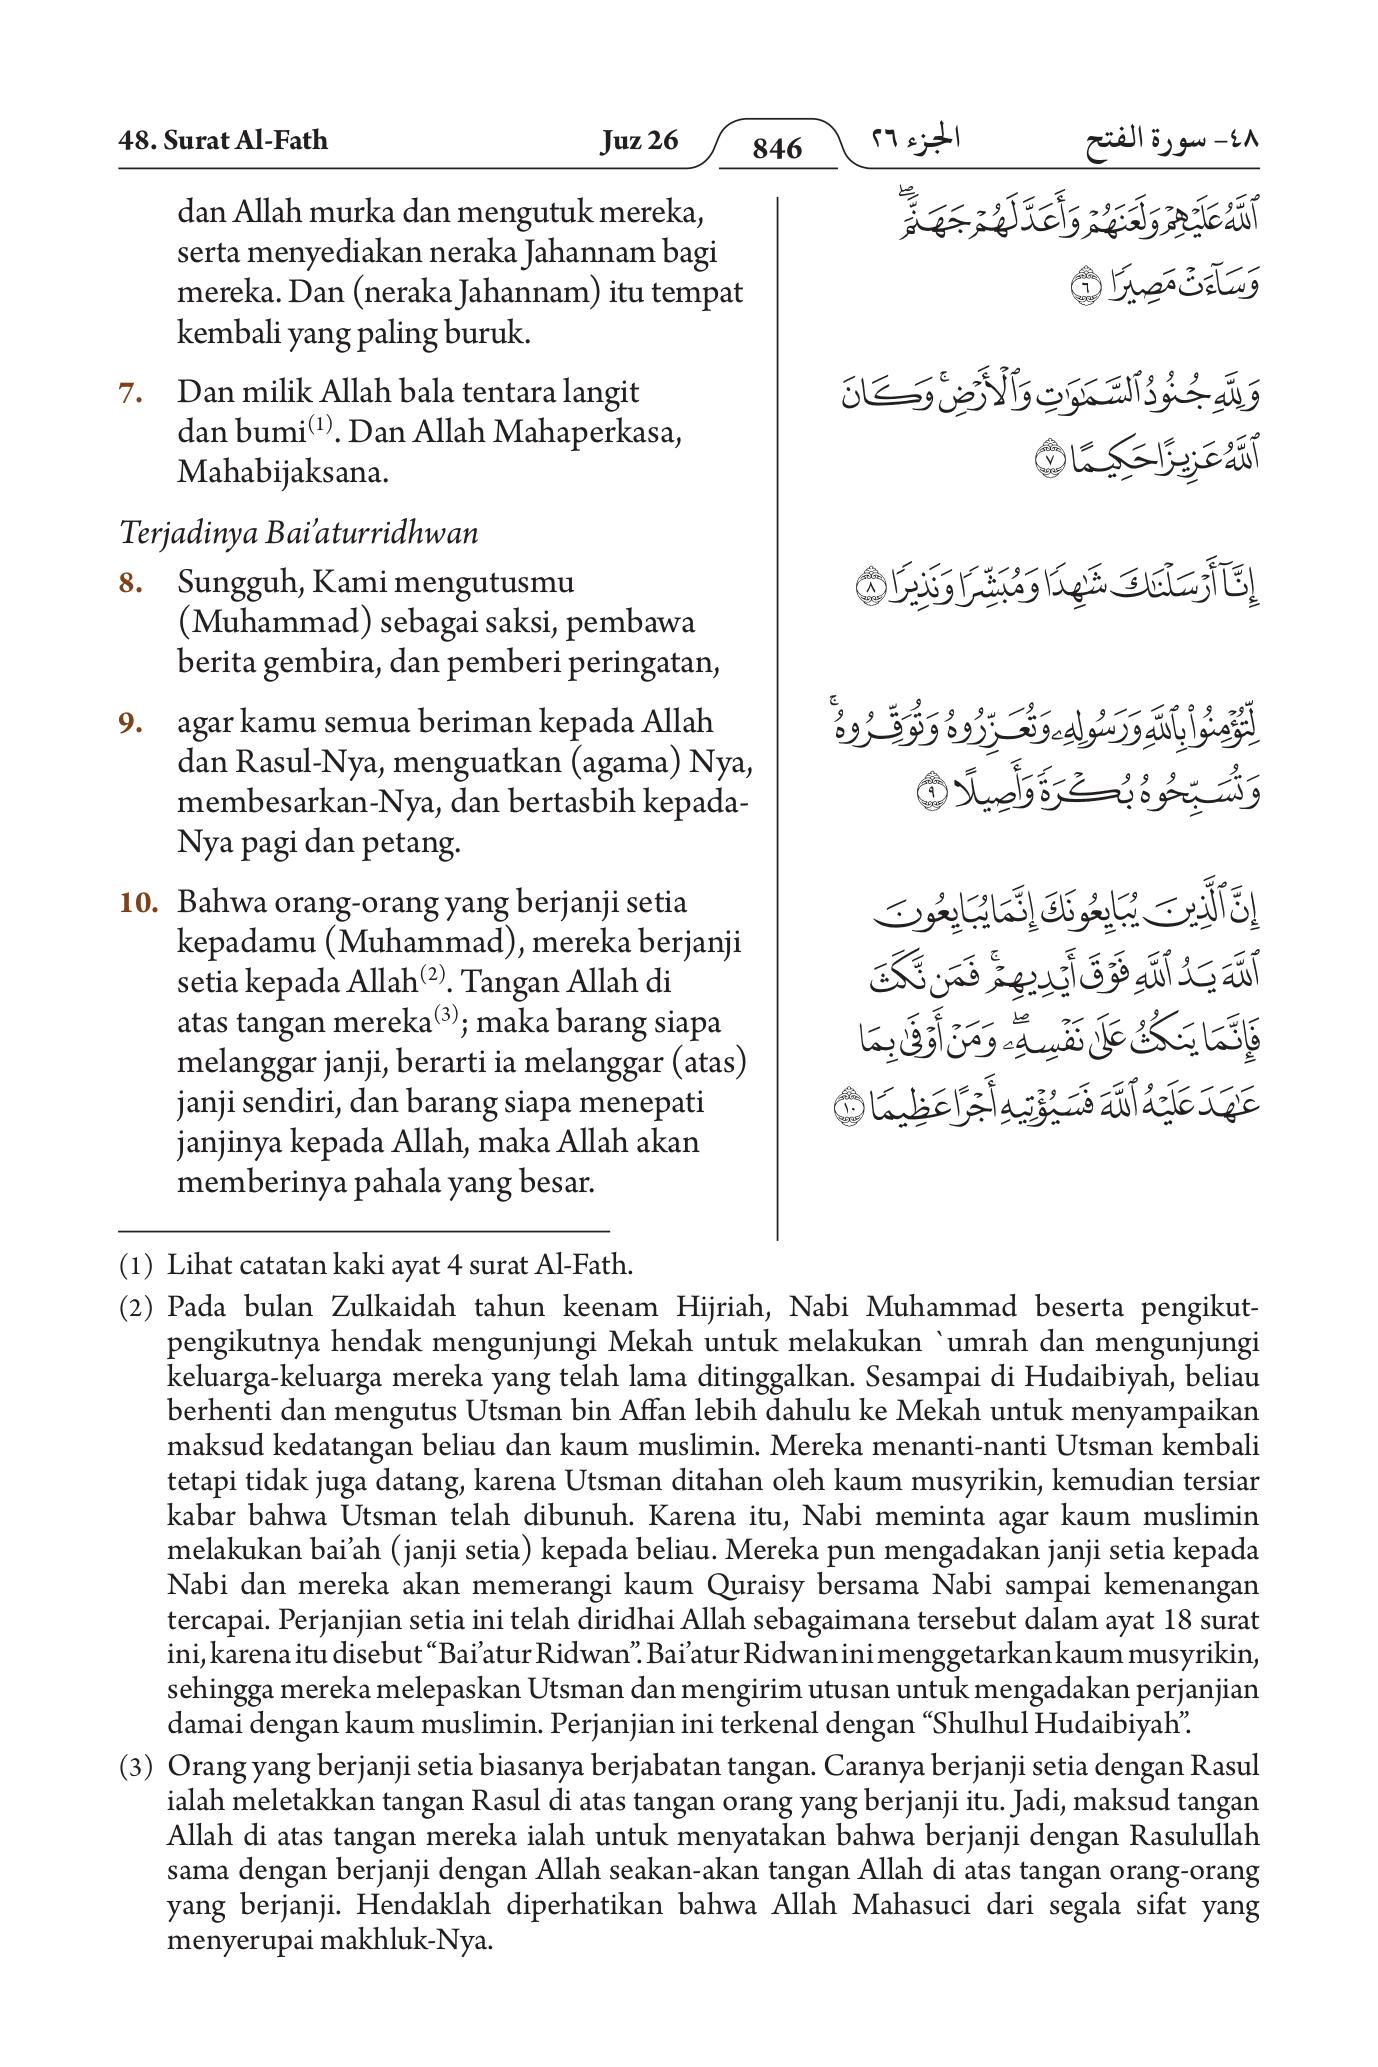 48. Surat Al-Fath
Juz 26
846
الجزء ٢٦
٤٨- سورة الفتح
dan Allah murka dan mengutuk mereka,
serta menyediakan neraka Jahannam bagi
mereka. Dan (neraka Jahannam) itu tempat
kembali yang paling buruk.
7. Dan milik Allah bala tentara langit
dan bumi(1). Dan Allah Mahaperkasa,
Mahabijaksana.
Terjadinya Bai’aturridhwan
8. Sungguh, Kami mengutusmu
(Muhammad) sebagai saksi, pembawa
berita gembira, dan pemberi peringatan,
9. agar kamu semua beriman kepada Allah
dan Rasul-Nya, menguatkan (agama) Nya,
membesarkan-Nya, dan bertasbih kepada-
Nya pagi dan petang.
10. Bahwa orang-orang yang berjanji setia
kepadamu (Muhammad), mereka berjanji
setia kepada Allah(2). Tangan Allah di
atas tangan mereka(3); maka barang siapa
melanggar janji, berarti ia melanggar (atas)
janji sendiri, dan barang siapa menepati
janjinya kepada Allah, maka Allah akan
memberinya pahala yang besar.
ٱللَّهُ عَلَيْهِمْ وَلَعَنَهُمْ وَأَعَدَّ لَهُمْ جَهَنَّمَۖ
وَسَآءَتْ مَصِيرًا ٦
وَلِلَّهِ جُنُودُ ٱلسَّمَٰوَٰتِ وَٱلْأَرْضِۚ وَكَانَ
ٱللَّهُ عَزِيزًا حَكِيمًا ٧
إِنَّآ أَرْسَلْنَٰكَ شَٰهِدًا وَمُبَشِّرًا وَنَذِيرًا ٨
لِّتُؤْمِنُوا۟ بِٱللَّهِ وَرَسُولِهِۦ وَتُعَزِّرُوهُ وَتُوَقِّرُوهُۚ
وَتُسَبِّحُوهُ بُكْرَةً وَأَصِيلًا ٩
إِنَّ ٱلَّذِينَ يُبَايِعُونَكَ إِنَّمَا يُبَايِعُونَ
ٱللَّهَ يَدُ ٱللَّهِ فَوْقَ أَيْدِيهِمْۚ فَمَن نَّكَثَ
فَإِنَّمَا يَنكُثُ عَلَىٰ نَفْسِهِۦۖ وَمَنْ أَوْفَىٰ بِمَا
عَٰهَدَ عَلَيْهُ ٱللَّهَ فَسَيُؤْتِيهِ أَجْرًا عَظِيمًا ١٠
(1) Lihat catatan kaki ayat 4 surat Al-Fath.
(2) Pada bulan Zulkaidah tahun keenam Hijriah, Nabi Muhammad beserta pengikut-
pengikutnya hendak mengunjungi Mekah untuk melakukan `umrah dan mengunjungi
keluarga-keluarga mereka yang telah lama ditinggalkan. Sesampai di Hudaibiyah, beliau
berhenti dan mengutus Utsman bin Affan lebih dahulu ke Mekah untuk menyampaikan
maksud kedatangan beliau dan kaum muslimin. Mereka menanti-nanti Utsman kembali
tetapi tidak juga datang, karena Utsman ditahan oleh kaum musyrikin, kemudian tersiar
kabar bahwa Utsman telah dibunuh. Karena itu, Nabi meminta agar kaum muslimin
melakukan bai’ah (janji setia) kepada beliau. Mereka pun mengadakan janji setia kepada
Nabi dan mereka akan memerangi kaum Quraisy bersama Nabi sampai kemenangan
tercapai. Perjanjian setia ini telah diridhai Allah sebagaimana tersebut dalam ayat 18 surat
ini, karena itu disebut “Bai’atur Ridwan”. Bai’atur Ridwan ini menggetarkan kaum musyrikin,
sehingga mereka melepaskan Utsman dan mengirim utusan untuk mengadakan perjanjian
damai dengan kaum muslimin. Perjanjian ini terkenal dengan “Shulhul Hudaibiyah”.
(3) Orang yang berjanji setia biasanya berjabatan tangan. Caranya berjanji setia dengan Rasul
ialah meletakkan tangan Rasul di atas tangan orang yang berjanji itu. Jadi, maksud tangan
Allah di atas tangan mereka ialah untuk menyatakan bahwa berjanji dengan Rasulullah
sama dengan berjanji dengan Allah seakan-akan tangan Allah di atas tangan orang-orang
yang berjanji. Hendaklah diperhatikan bahwa Allah Mahasuci dari segala sifat yang
menyerupai makhluk-Nya.